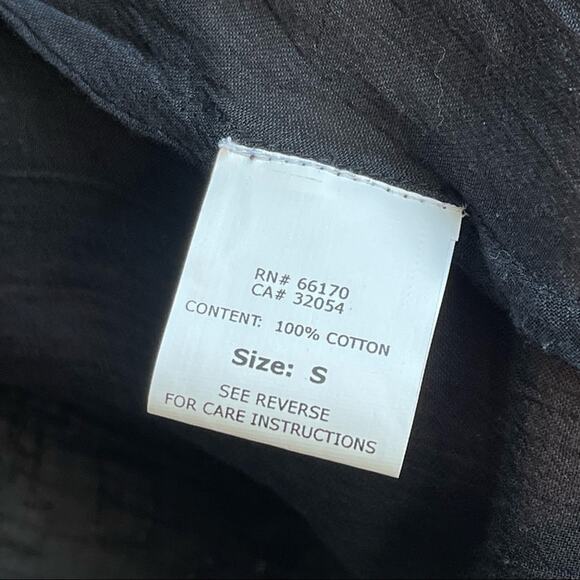 RN# 66170
CA# 32054
CONTENT: 100% COTTON
Size: S
SEE REVERSE
FOR CARE INSTRUCTIONS